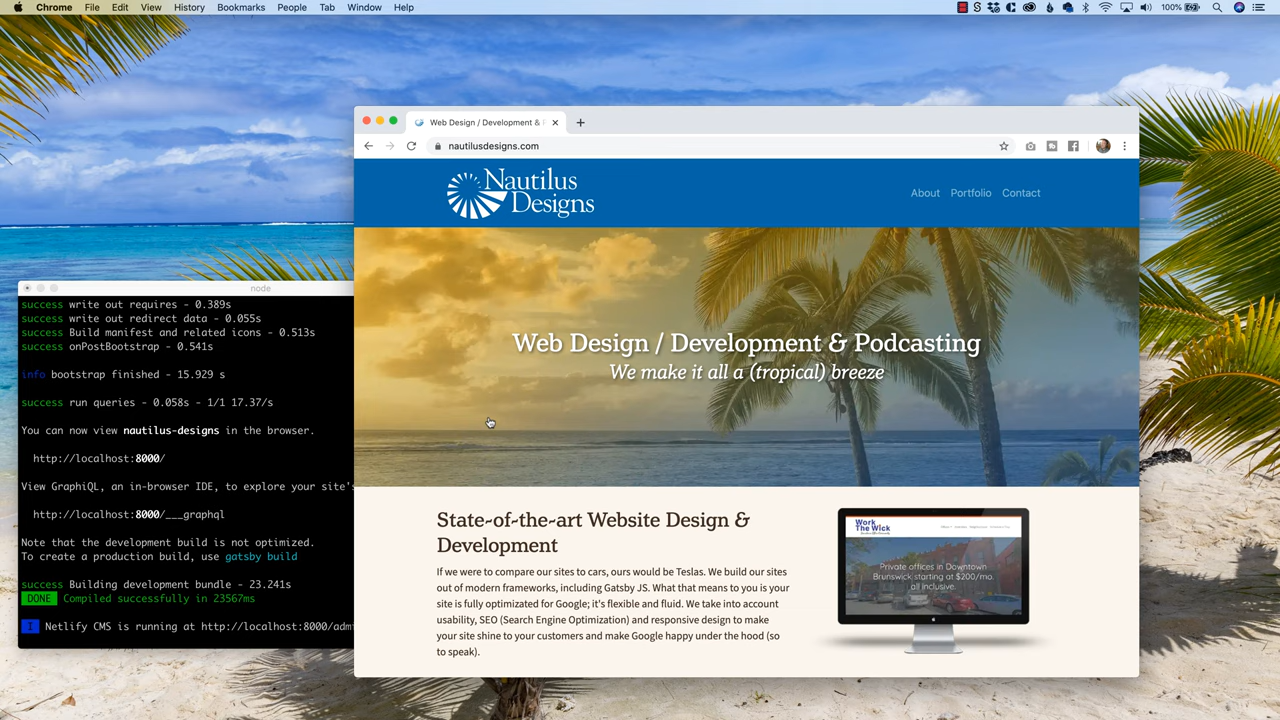 Chrome File Edit View History Bookmarks People Tab Window Help
100%
Web Design / Development &
nautilusdesigns.com
Nautilus
Designs
About Portfolio Contact
Web Design / Development & Podcasting
We make it all a (tropical) breeze
State-of-the-art Website Design &
Development
If we were to compare our sites to cars, ours would be Teslas. We build our sites
out of modern frameworks, including Gatsby JS. What that means to you is your
site is fully optimizated for Google; it's flexible and fluid. We take into account
usability, SEO (Search Engine Optimization) and responsive design to make
your site shine to your customers and make Google happy under the hood (so
to speak).
Work
The Wick
Private offices in Downtown
Brunswick starting at $200/mo.
all inclusive.
node
success write out requires - 0.389s
success write out redirect data - 0.055s
success Build manifest and related icons - 0.513s
success onPostBootstrap - 0.541s
info bootstrap finished - 15.929 s
success run queries - 0.058s - 1/1 17.37/s
You can now view nautilus-designs in the browser.
http://localhost:8000/
View GraphiQL, an in-browser IDE, to explore your site's
http://localhost:8000/___graphql
Note that the development build is not optimized.
To create a production build, use gatsby build
success Building development bundle - 23.241s
DONE Compiled successfully in 23567ms
I Netlify CMS is running at http://localhost:8000/adm